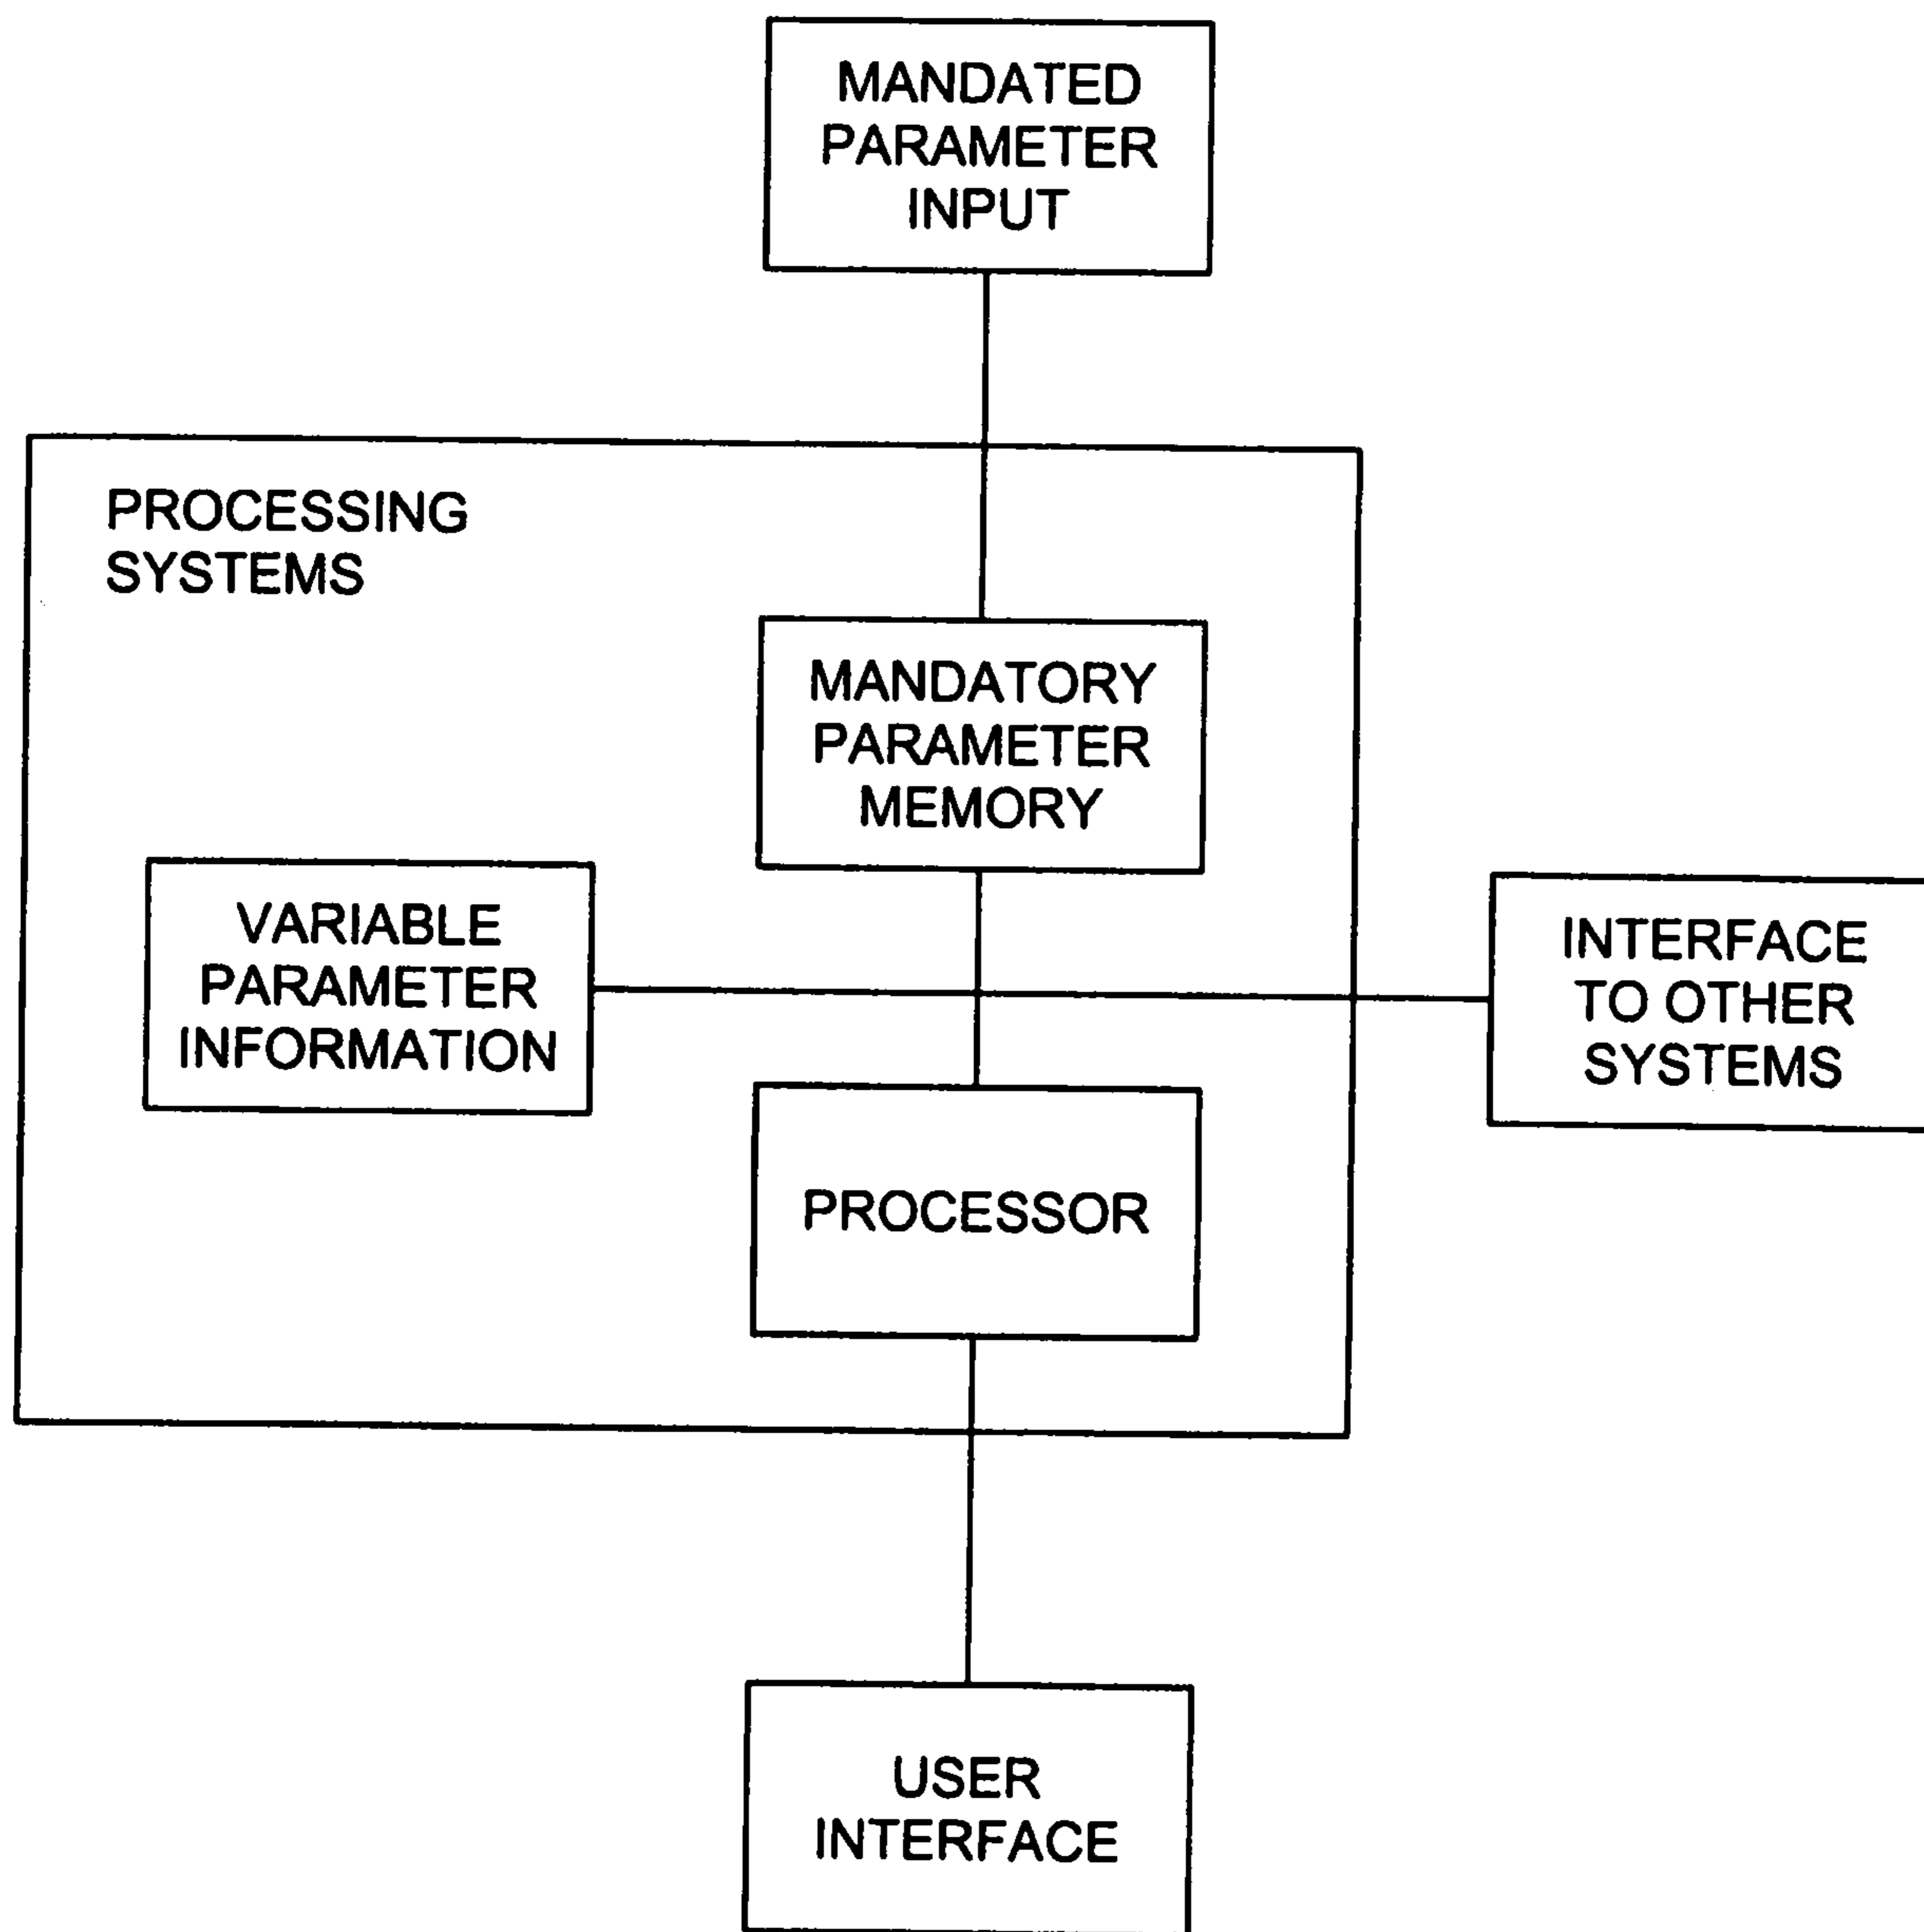 MANDATED
PARAMETER
INPUT
PROCESSING
SYSTEMS
MANDATORY
PARAMETER
MEMORY
VARIABLE
PARAMETER
INFORMATION
INTERFACE
TO OTHER
SYSTEMS
PROCESSOR
USER
INTERFACE